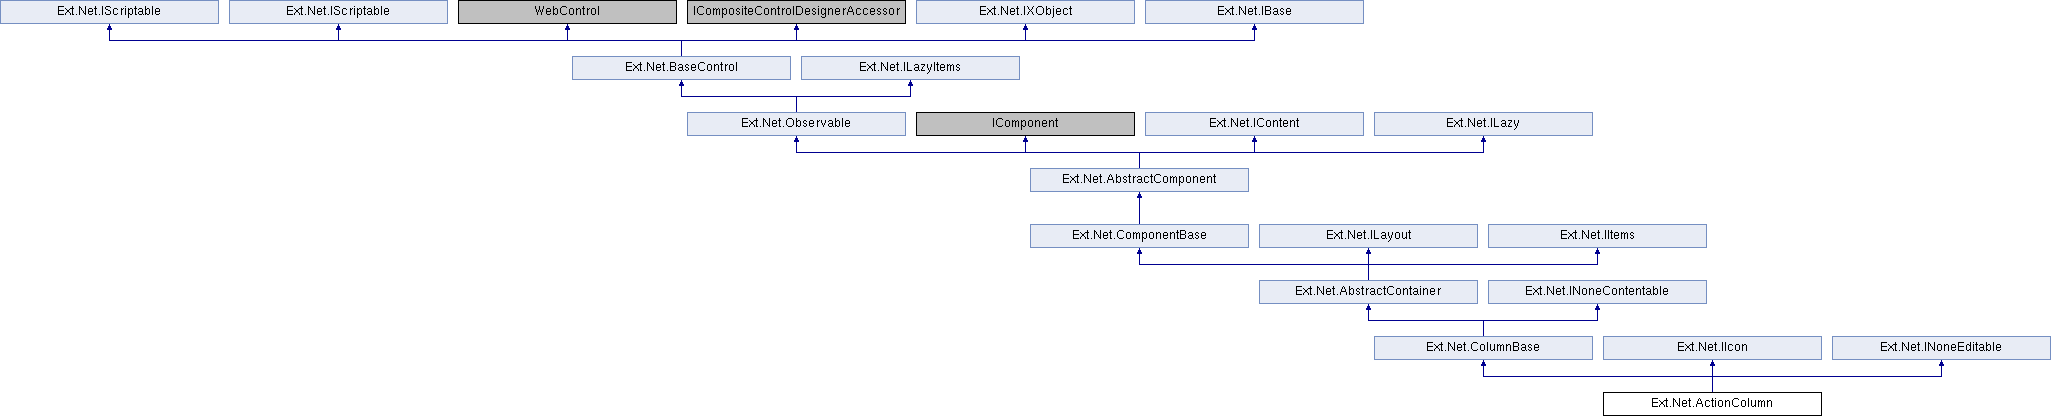 Ext.Net.IScriptable Ext.Net.IScriptable WebControl ICompositeControlDesignerAccessor Ext.Net.IXObject Ext.Net.IBase
Ext.Net.BaseControl Ext.Net.ILazyItems
Ext.Net.Observable IComponent Ext.Net.IContent Ext.Net.ILazy
Ext.Net.AbstractComponent
Ext.Net.ComponentBase Ext.Net.ILayout Ext.Net.IItems
Ext.Net.AbstractContainer Ext.Net.INoneContentable
Ext.Net.ColumnBase Ext.Net.IIcon Ext.Net.INoneEditable
Ext.Net.ActionColumn